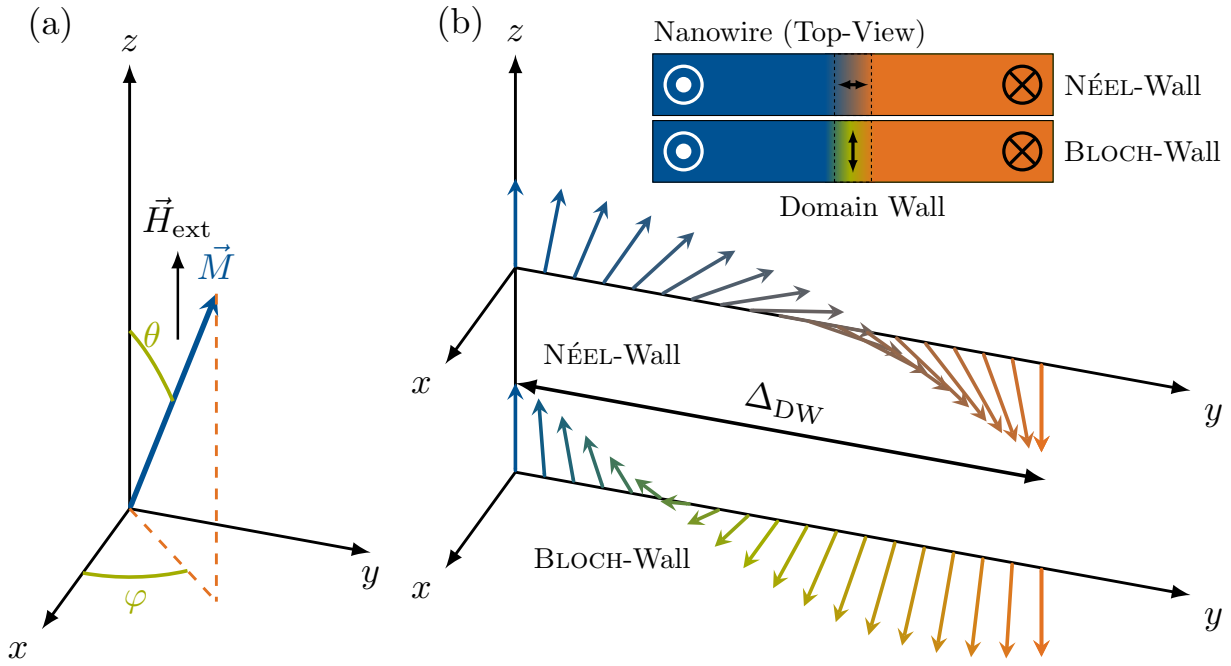 (a)
z
H⃗ext
M⃗
θ
φ
x
y
(b)
z
Nanowire (Top-View)
NÉEL-Wall
BLOCH-Wall
Domain Wall
x
NÉEL-Wall
y
ΔDW
x
BLOCH-Wall
y